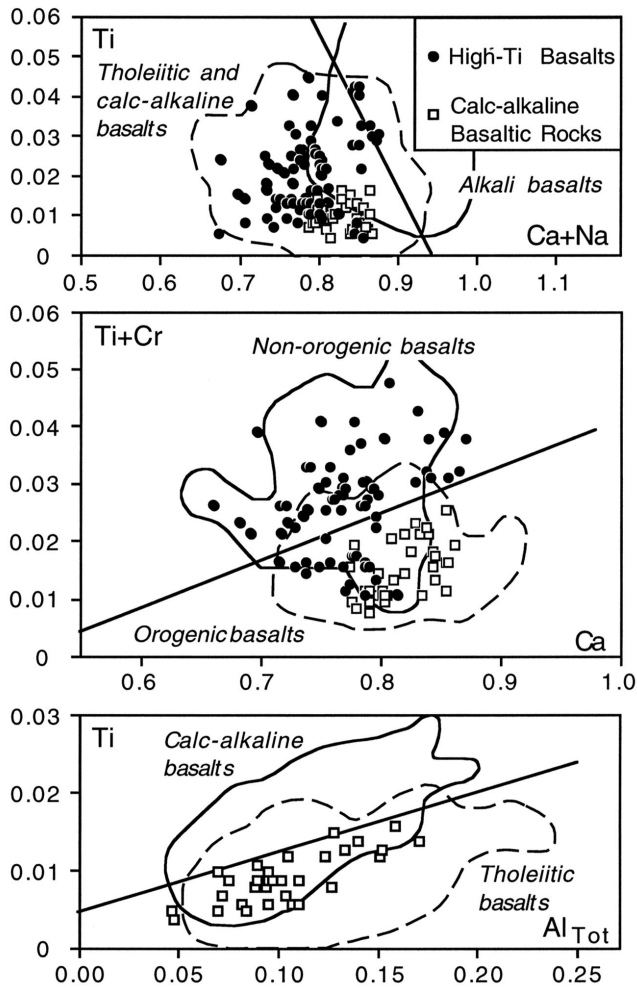 0.06
Ti
High-Ti Basalts
Calc-alkaline
Basaltic Rocks
Tholeiitic and
calc-alkaline
basalts
0.05
0.04
0.03
0.02
0.01
0
Alkali basalts
Ca+Na
0.5 0.6 0.7 0.8 0.9 1.0 1.1
0.06
Ti+Cr
Non-orogenic basalts
0.05
0.04
0.03
0.02
0.01
0
Orogenic basalts
Ca
0.6 0.7 0.8 0.9 1.0
0.03
Ti
Calc-alkaline
basalts
0.02
0.01
0
Tholeiitic
basalts
Al Tot
0.00 0.05 0.10 0.15 0.20 0.25